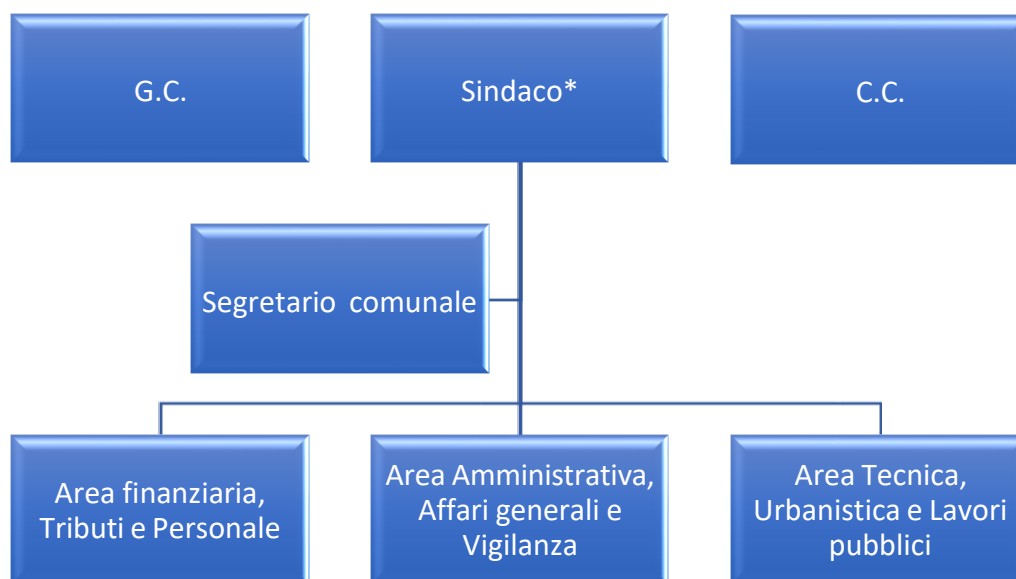 G.C.
Sindaco*
C.C.
Segretario comunale
Area finanziaria,
Tributi e Personale
Area Amministrativa,
Affari generali e
Vigilanza
Area Tecnica,
Urbanistica e Lavori
pubblici